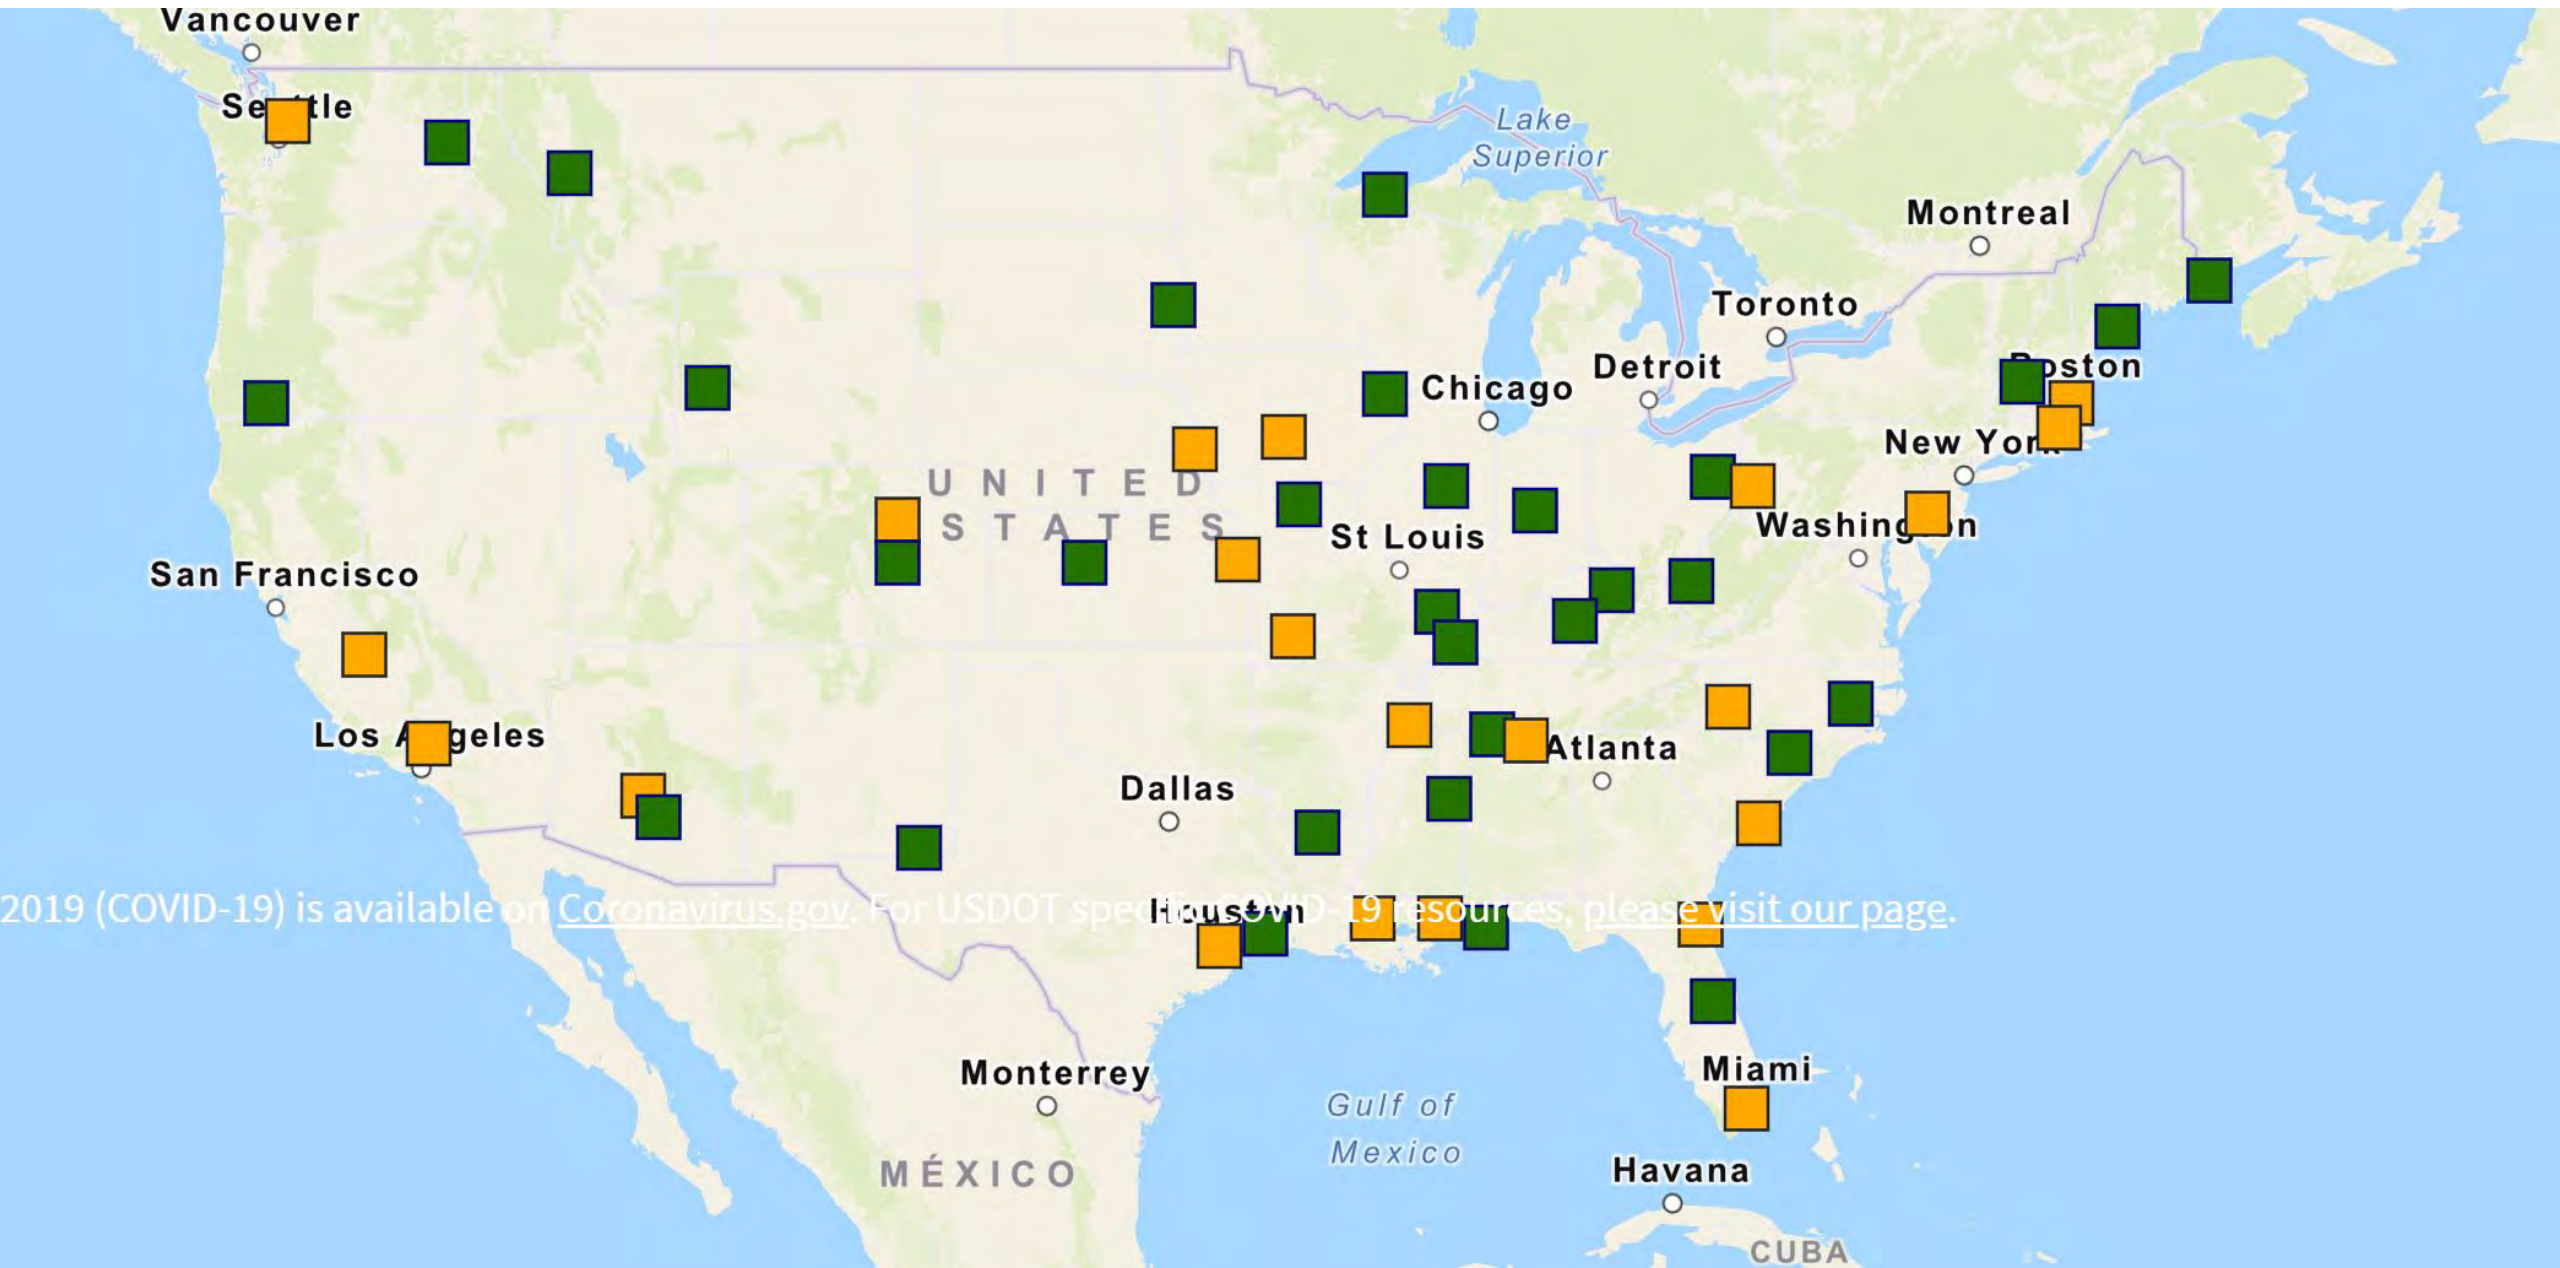 Vancouver
Seattle
Lake
Superior
Montreal
Toronto
Detroit
Boston
Chicago
New York
UNITED
STATES
Washington
St Louis
San Francisco
Los Angeles
Atlanta
Dallas
2019 (COVID-19) is available on Coronavirus.gov. For USDOT specific COVID-19 resources, please visit our page.
Houston
Miami
Monterrey
Gulf of
Mexico
MÉXICO
Havana
CUBA